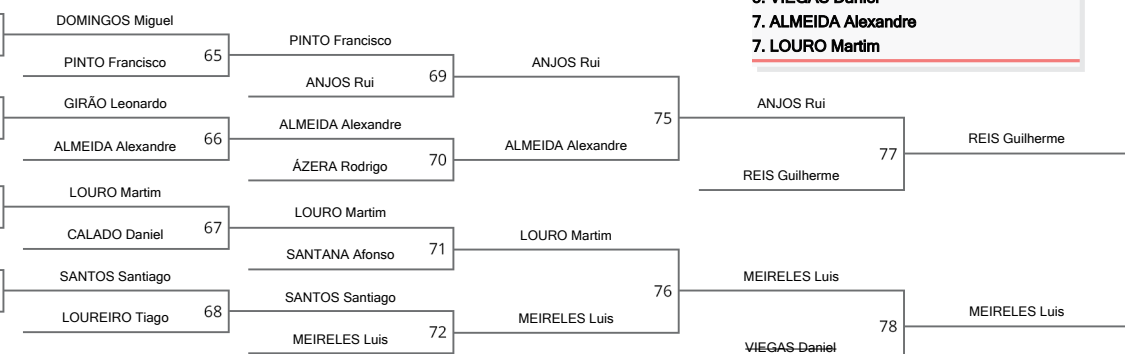 6. VIEGAS Daniel
7. ALMEIDA Alexandre
7. LOURO Martim
DOMINGOS Miguel
PINTO Francisco
65
GIRÃO Leonardo
ALMEIDA Alexandre
66
LOURO Martim
CALADO Daniel
67
SANTOS Santiago
LOUREIRO Tiago
68
PINTO Francisco
ANJOS Rui
69
ALMEIDA Alexandre
ÁZERA Rodrigo
70
LOURO Martim
SANTANA Afonso
71
SANTOS Santiago
MEIRELES Luis
72
ANJOS Rui
ALMEIDA Alexandre
75
LOURO Martim
MEIRELES Luis
76
ANJOS Rui
REIS Guilherme
77
MEIRELES Luis
VIEGAS Daniel
78
REIS Guilherme
MEIRELES Luis